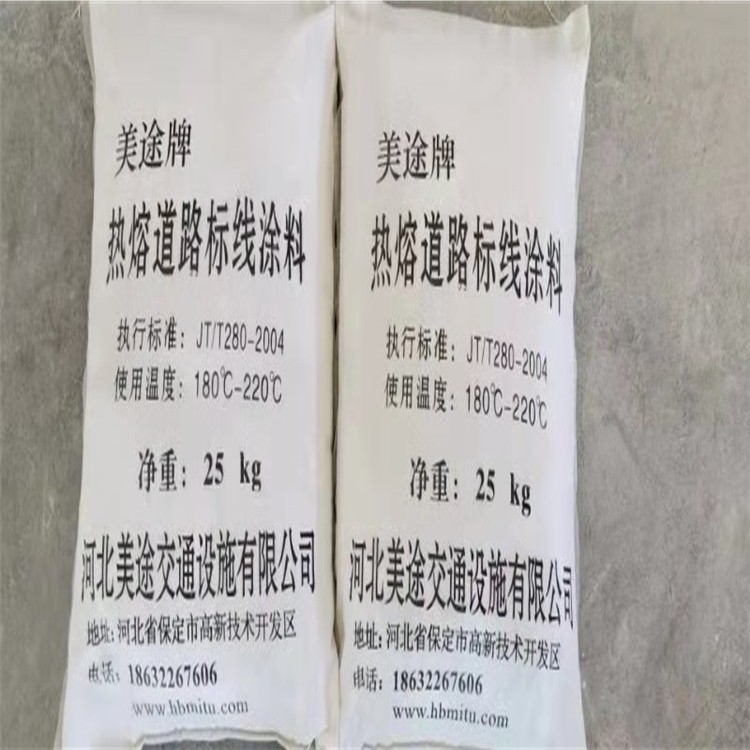 美途牌
热熔道路标线涂料
执行标准：JT/T280-2004
使用温度：180℃-220℃
净重：25 kg
河北美途交通设施有限公司
地址：河北省保定市高新技术开发区
电话：18632267606
www.hbmitu.com
美途牌
热熔道路标线涂料
执行标准：JT/T280-2004
使用温度：180℃-220℃
净重：25 kg
河北美途交通设施有限公司
地址：河北省保定市高新技术开发区
电话：18632267606
www.hbmitu.com